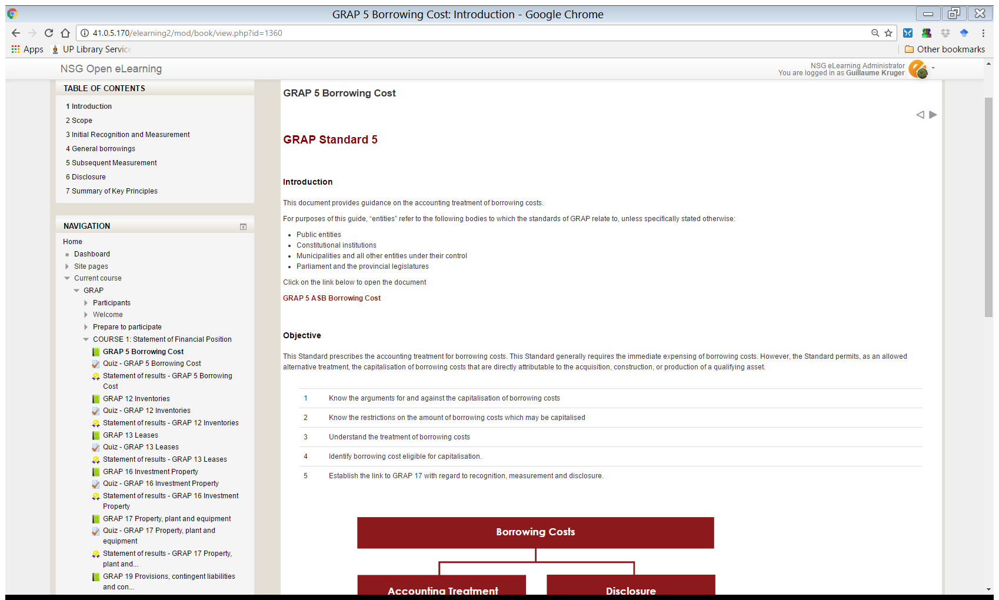 GRAP 5 Borrowing Cost: Introduction - Google Chrome
41.0.5.170/elearning2/mod/book/view.php?id=1360
Apps UP Library Servic Other bookmarks
NSG Open eLearning
NSG eLearning Administrator
You are logged in as Guillaume Kruger
TABLE OF CONTENTS
1 Introduction
2 Scope
3 Initial Recognition and Measurement
4 General borrowings
5 Subsequent Measurement
6 Disclosure
7 Summary of Key Principles
NAVIGATION
Home
Dashboard
Site pages
Current course
GRAP
Participants
Welcome
Prepare to participate
COURSE 1: Statement of Financial Position
GRAP 5 Borrowing Cost
Quiz - GRAP 5 Borrowing Cost
Statement of results - GRAP 5 Borrowing
Cost
GRAP 12 Inventories
Quiz - GRAP 12 Inventories
Statement of results - GRAP 12 Inventories
GRAP 13 Leases
Quiz - GRAP 13 Leases
Statement of results - GRAP 13 Leases
GRAP 16 Investment Property
Quiz - GRAP 16 Investment Property
Statement of results - GRAP 16 Investment
Property
GRAP 17 Property, plant and equipment
Quiz - GRAP 17 Property, plant and
equipment
Statement of results - GRAP 17 Property,
plant and...
GRAP 19 Provisions, contingent liabilities
and con...
GRAP 5 Borrowing Cost
GRAP Standard 5
Introduction
This document provides guidance on the accounting treatment of borrowing costs.
For purposes of this guide, “entities” refer to the following bodies to which the standards of GRAP relate to, unless specifically stated otherwise:
• Public entities
• Constitutional institutions
• Municipalities and all other entities under their control
• Parliament and the provincial legislatures
Click on the link below to open the document
GRAP 5 ASB Borrowing Cost
Objective
This Standard prescribes the accounting treatment for borrowing costs. This Standard generally requires the immediate expensing of borrowing costs. However, the Standard permits, as an allowed
alternative treatment, the capitalisation of borrowing costs that are directly attributable to the acquisition, construction, or production of a qualifying asset.
1 Know the arguments for and against the capitalisation of borrowing costs
2 Know the restrictions on the amount of borrowing costs which may be capitalised
3 Understand the treatment of borrowing costs
4 Identify borrowing cost eligible for capitalisation.
5 Establish the link to GRAP 17 with regard to recognition, measurement and disclosure.
Borrowing Costs
Accounting Treatment Disclosure